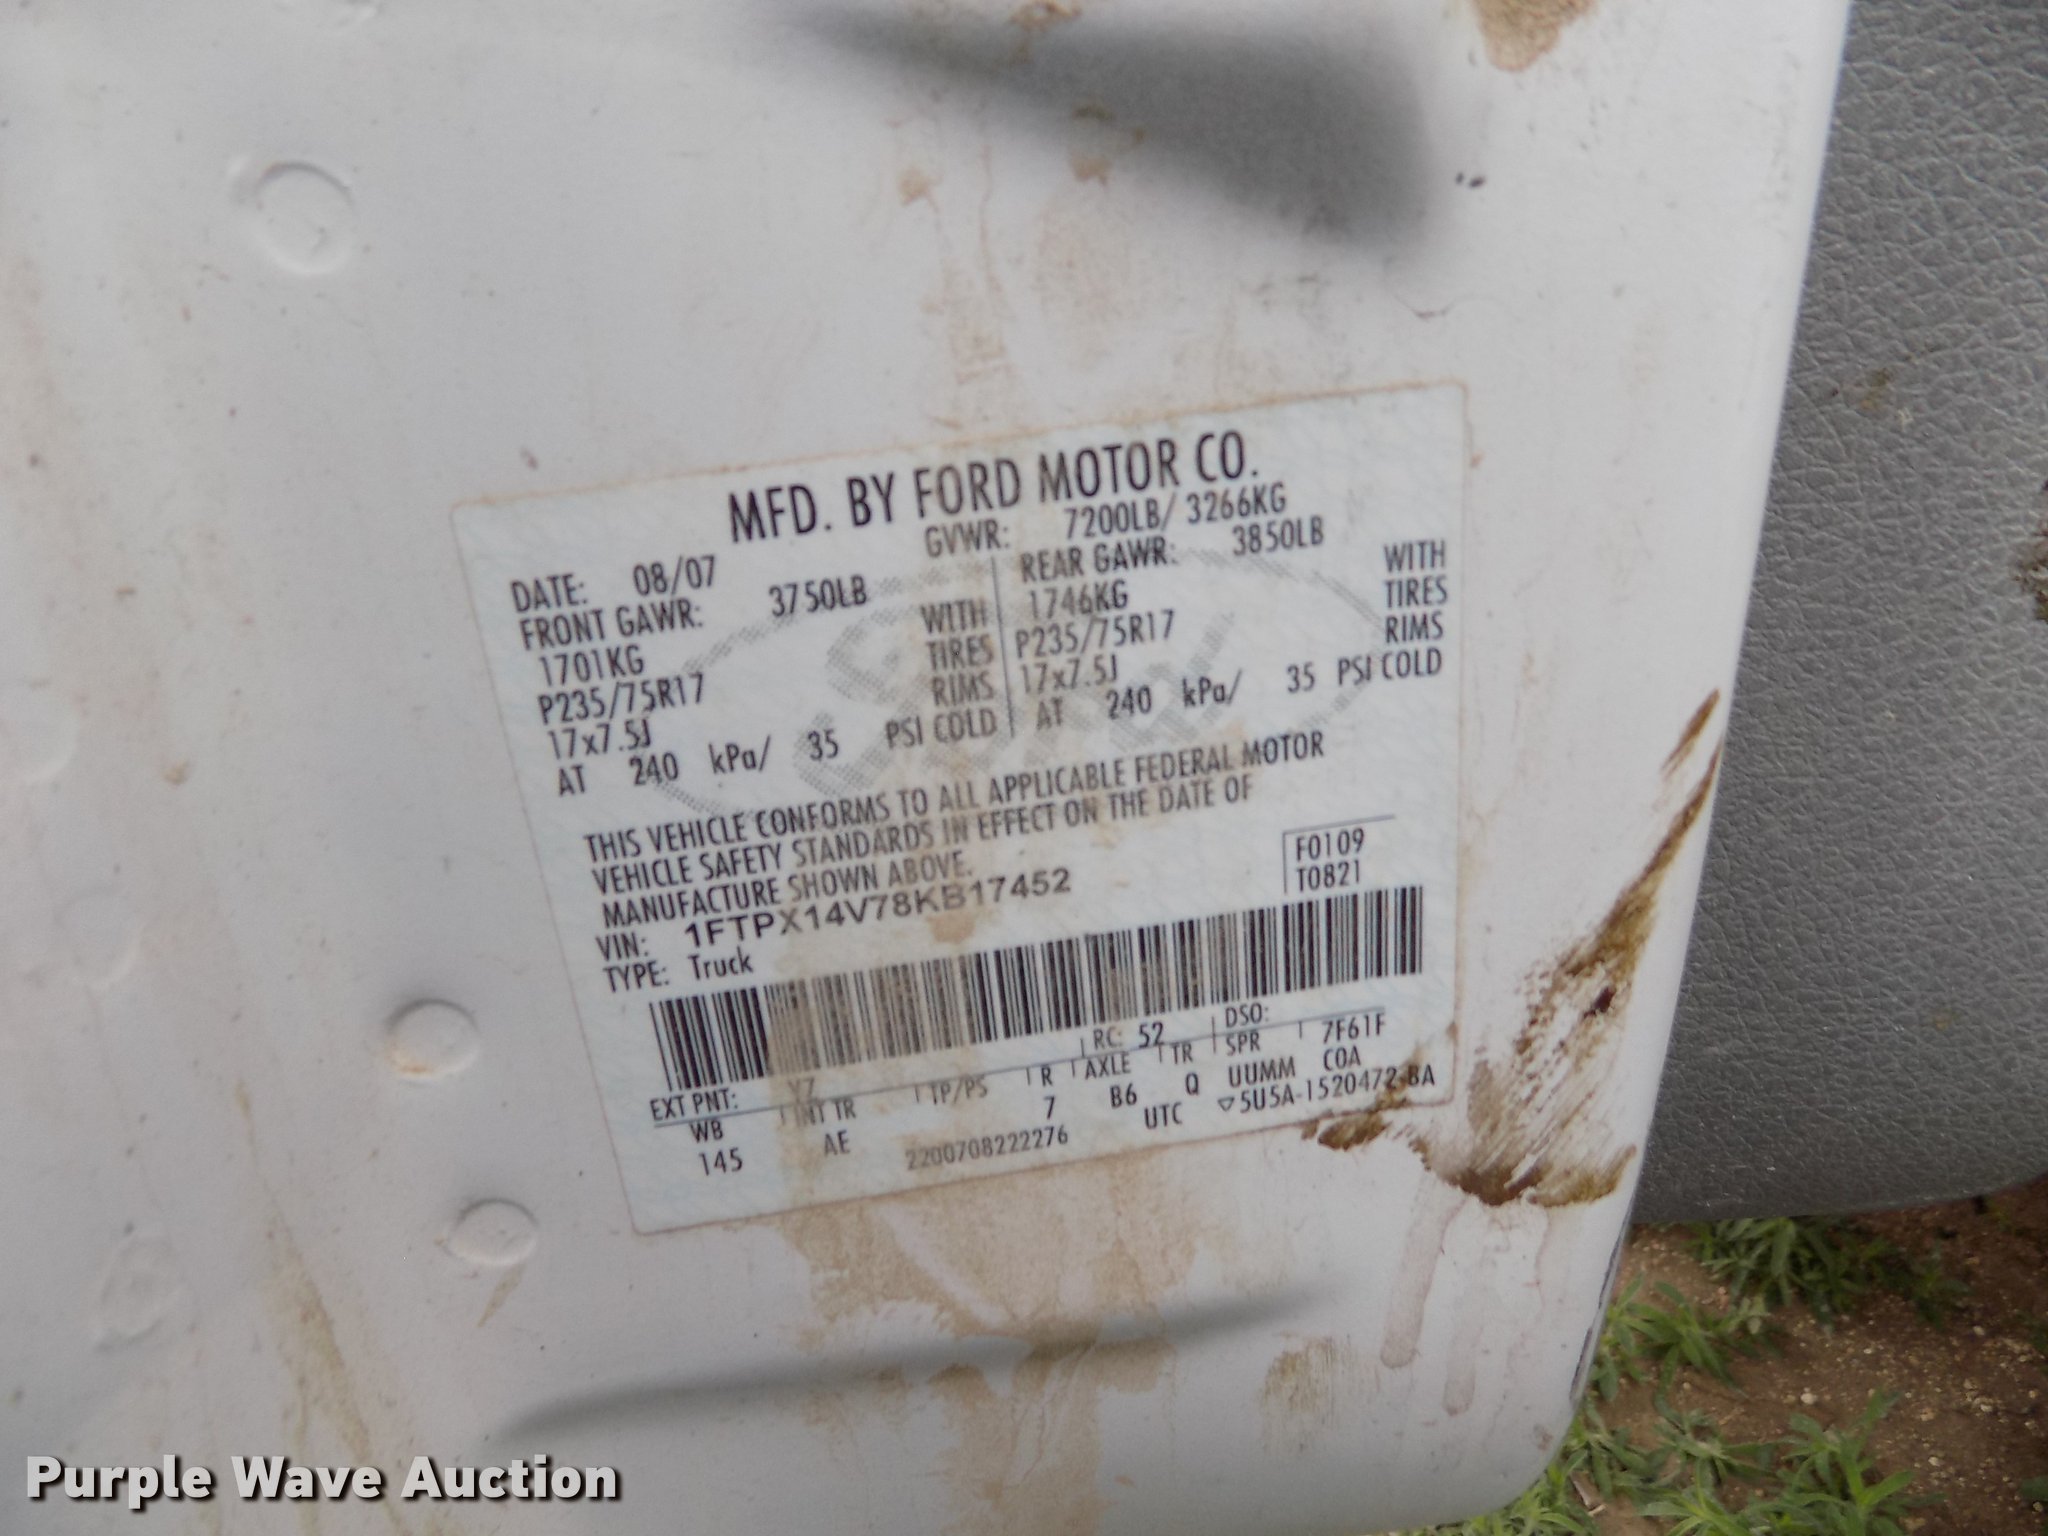 MFD. BY FORD MOTOR CO.
DATE: 08/07 GVWR: 7200LB/ 3266KG
FRONT GAWR: 3750LB REAR GAWR: 3850LB
1701KG WITH 1746KG WITH
P235/75R17 TIRES P235/75R17 TIRES
17x7.5J RIMS 17x7.5J RIMS
AT 240 kPa/ 35 PSI COLD AT 240 kPa/ 35 PSI COLD
THIS VEHICLE CONFORMS TO ALL APPLICABLE FEDERAL MOTOR
VEHICLE SAFETY STANDARDS IN EFFECT ON THE DATE OF
MANUFACTURE SHOWN ABOVE.
F0109
T0821
VIN: 1FTPX14V78KB17452
TYPE: Truck
EXT PNT: YZ RC: 52 DSO:
WB INT TR TP/PS R AXLE TR SPR 7F61F
145 AE 7 B6 Q UUMM COA
2200708222276 UTC ▽5U5A-1520472-BA
Purple Wave Auction